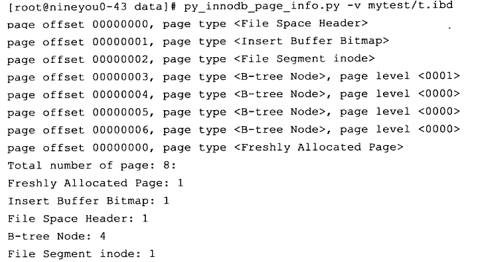 [root@nineyou0-43 data]# py_innodb_page_info.py -v mytest/t.ibd
page offset 00000000, page type <File Space Header>
page offset 00000001, page type <Insert Buffer Bitmap>
page offset 00000002, page type <File Segment inode>
page offset 00000003, page type <B-tree Node>, page level <0001>
page offset 00000004, page type <B-tree Node>, page level <0000>
page offset 00000005, page type <B-tree Node>, page level <0000>
page offset 00000006, page type <B-tree Node>, page level <0000>
page offset 00000000, page type <Freshly Allocated Page>
Total number of page: 8:
Freshly Allocated Page: 1
Insert Buffer Bitmap: 1
File Space Header: 1
B-tree Node: 4
File Segment inode: 1